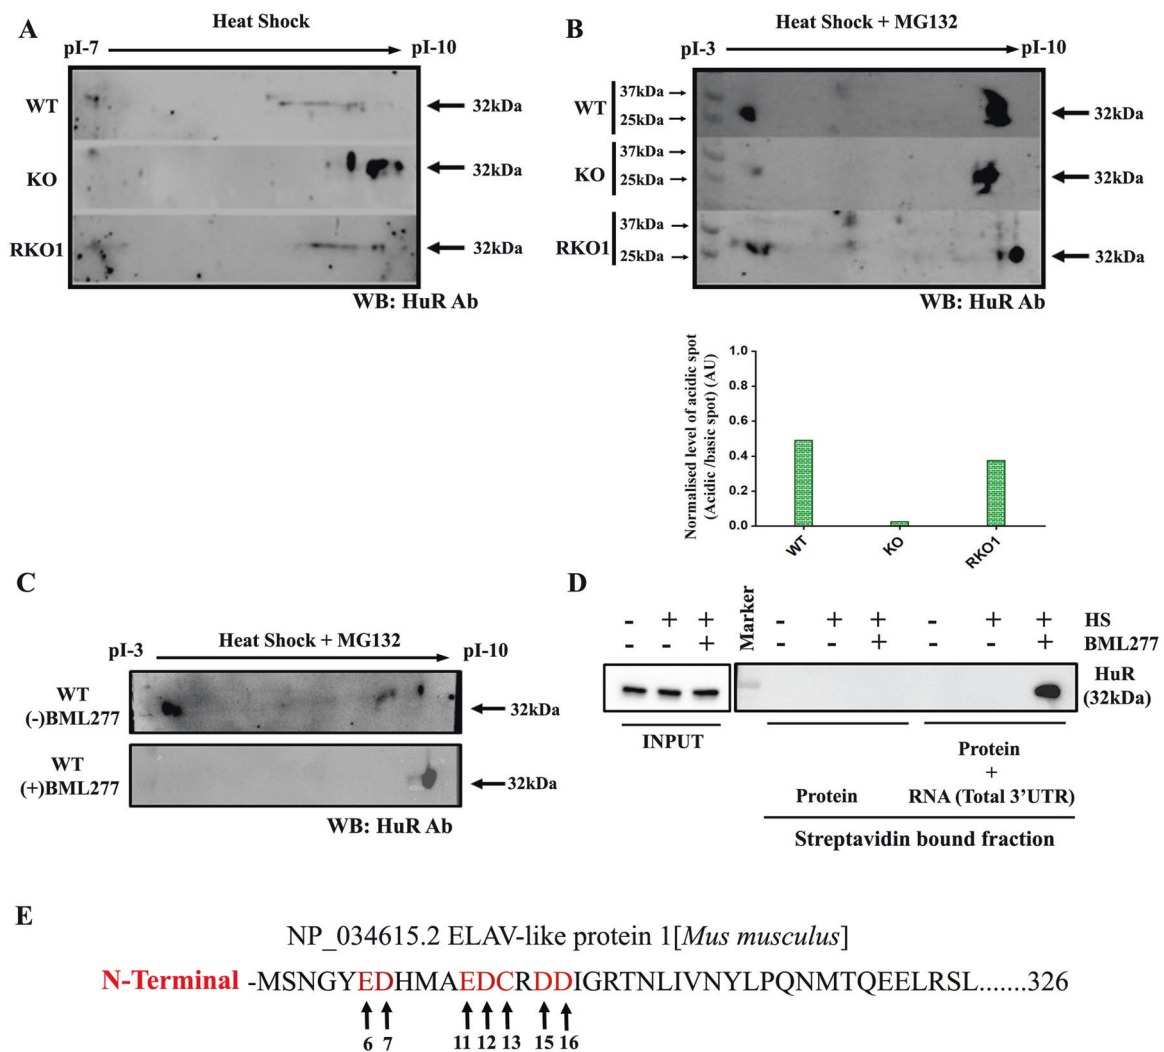 A
Heat Shock
pI-7
pI-10
WT
32kDa
KO
32kDa
RKO1
32kDa
WB: HuR Ab
B
Heat Shock + MG132
pI-3
pI-10
WT
37kDa
25kDa
32kDa
KO
37kDa
25kDa
32kDa
RKO1
37kDa
25kDa
32kDa
WB: HuR Ab
Normalised level of acidic spot
(Acidic /basic spot) (AU)
1.0
0.8
0.6
0.4
0.2
0.0
WT
KO
RKO1
C
Heat Shock + MG132
pI-3
pI-10
WT
(-)BML277
32kDa
WT
(+)BML277
32kDa
WB: HuR Ab
D
- + + Marker - + + - + + HS
- - + - - + - - + BML277
HuR
(32kDa)
INPUT
Protein
Protein
+
RNA (Total 3’UTR)
Streptavidin bound fraction
E
NP_034615.2 ELAV-like protein 1[Mus musculus]
N-Terminal -MSNGYEDHMAEDCRDDIGRTNLIVNYLPQNMTQEELRSL.......326
6 7 11 12 13 15 16